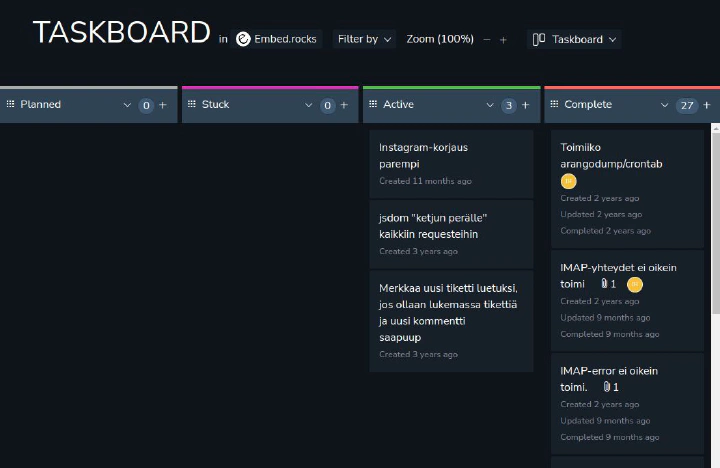 TASKBOARD in Embed.rocks Filter by Zoom (100%) − + Taskboard
Planned 0 +
Stuck 0 +
Active 3 +
Complete 27 +
Instagram-korjaus
parempi
Created 11 months ago
jsdom "ketjun perälle"
kaikkiin requesteihin
Created 3 years ago
Merkkaa uusi tiketti luetuksi,
jos ollaan lukemassa tikettiä
ja uusi kommentti
saapuup
Created 3 years ago
Toimiiko
arangodump/crontab
Created 2 years ago
Updated 2 years ago
Completed 2 years ago
IMAP-yhteydet ei oikein
toimi 1
Created 2 years ago
Updated 9 months ago
Completed 9 months ago
IMAP-error ei oikein
toimi. 1
Created 2 years ago
Updated 9 months ago
Completed 9 months ago